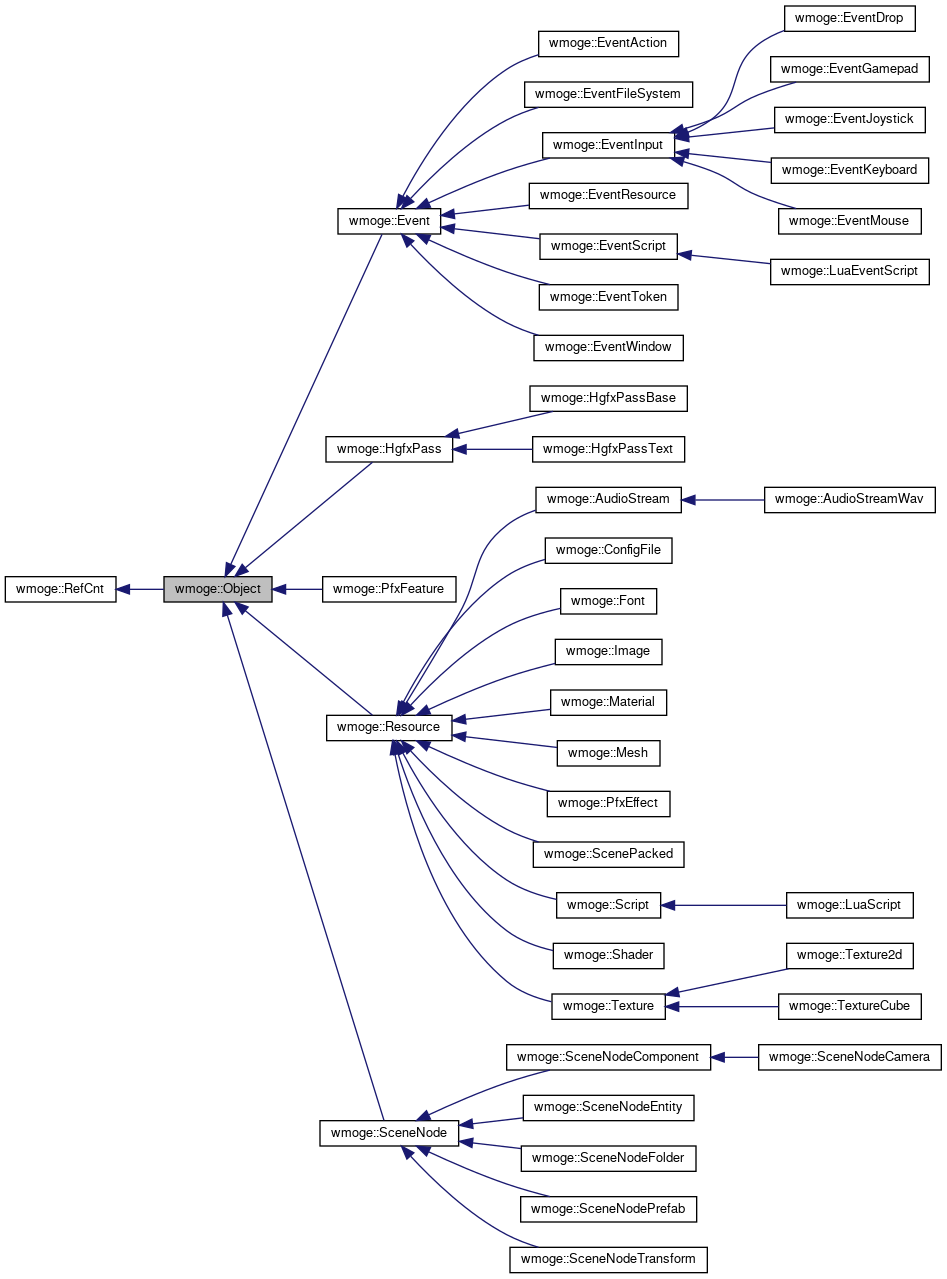 wmoge::RefCnt
wmoge::Object
wmoge::Event
wmoge::EventAction
wmoge::EventFileSystem
wmoge::EventInput
wmoge::EventDrop
wmoge::EventGamepad
wmoge::EventJoystick
wmoge::EventKeyboard
wmoge::EventMouse
wmoge::EventResource
wmoge::EventScript
wmoge::LuaEventScript
wmoge::EventToken
wmoge::EventWindow
wmoge::HgfxPass
wmoge::HgfxPassBase
wmoge::HgfxPassText
wmoge::PfxFeature
wmoge::Resource
wmoge::AudioStream
wmoge::AudioStreamWav
wmoge::ConfigFile
wmoge::Font
wmoge::Image
wmoge::Material
wmoge::Mesh
wmoge::PfxEffect
wmoge::ScenePacked
wmoge::Script
wmoge::LuaScript
wmoge::Shader
wmoge::Texture
wmoge::Texture2d
wmoge::TextureCube
wmoge::SceneNode
wmoge::SceneNodeComponent
wmoge::SceneNodeCamera
wmoge::SceneNodeEntity
wmoge::SceneNodeFolder
wmoge::SceneNodePrefab
wmoge::SceneNodeTransform